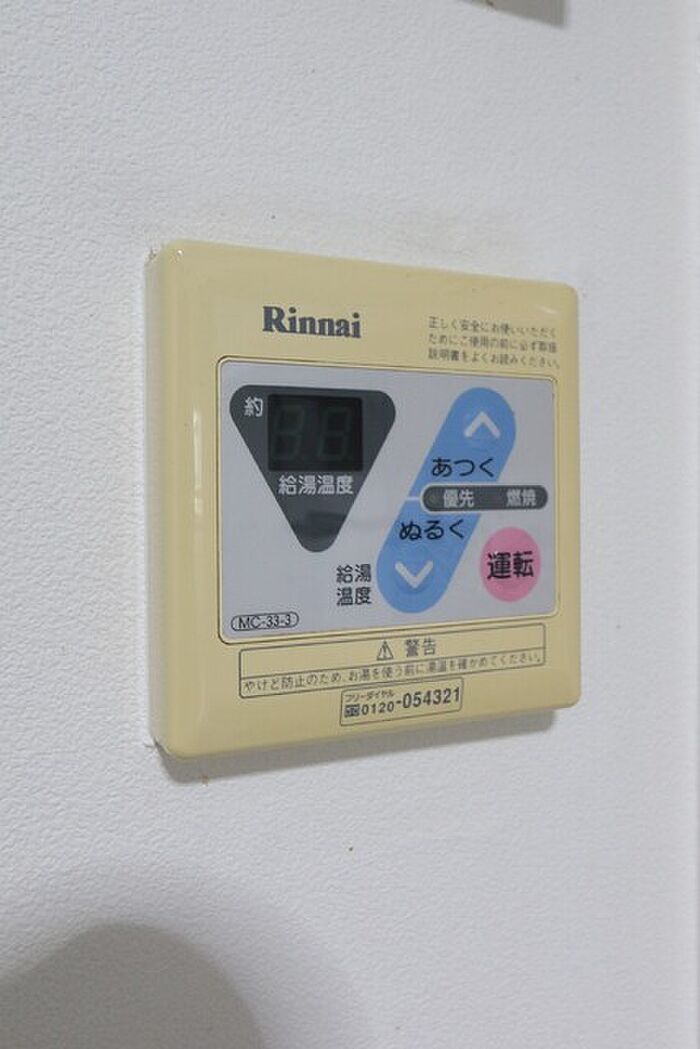 Rinnai
正しく安全にお使いいただく
ためにご使用の前に必ず取扱
説明書をよくお読みください。
約
給湯温度
あつく
優先 燃焼
ぬるく
給湯
温度
運転
MC-33-3
警告
やけど防止のため、お湯を使う前に湯温を確かめてください。
フリーダイヤル
0120-054321